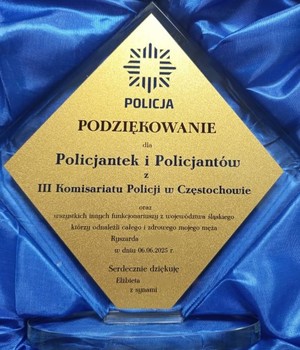 POLICJA
PODZIĘKOWANIE
dla
Policjantek i Policjantów
z
III Komisariatu Policji w Częstochowie
oraz
wszystkich innych funkcjonariuszy z województwa śląskiego
którzy odnaleźli całego i zdrowego mojego męża
Ryszarda
w dniu 06.06.2025 r.
Serdecznie dziękuję
Elżbieta
z synami